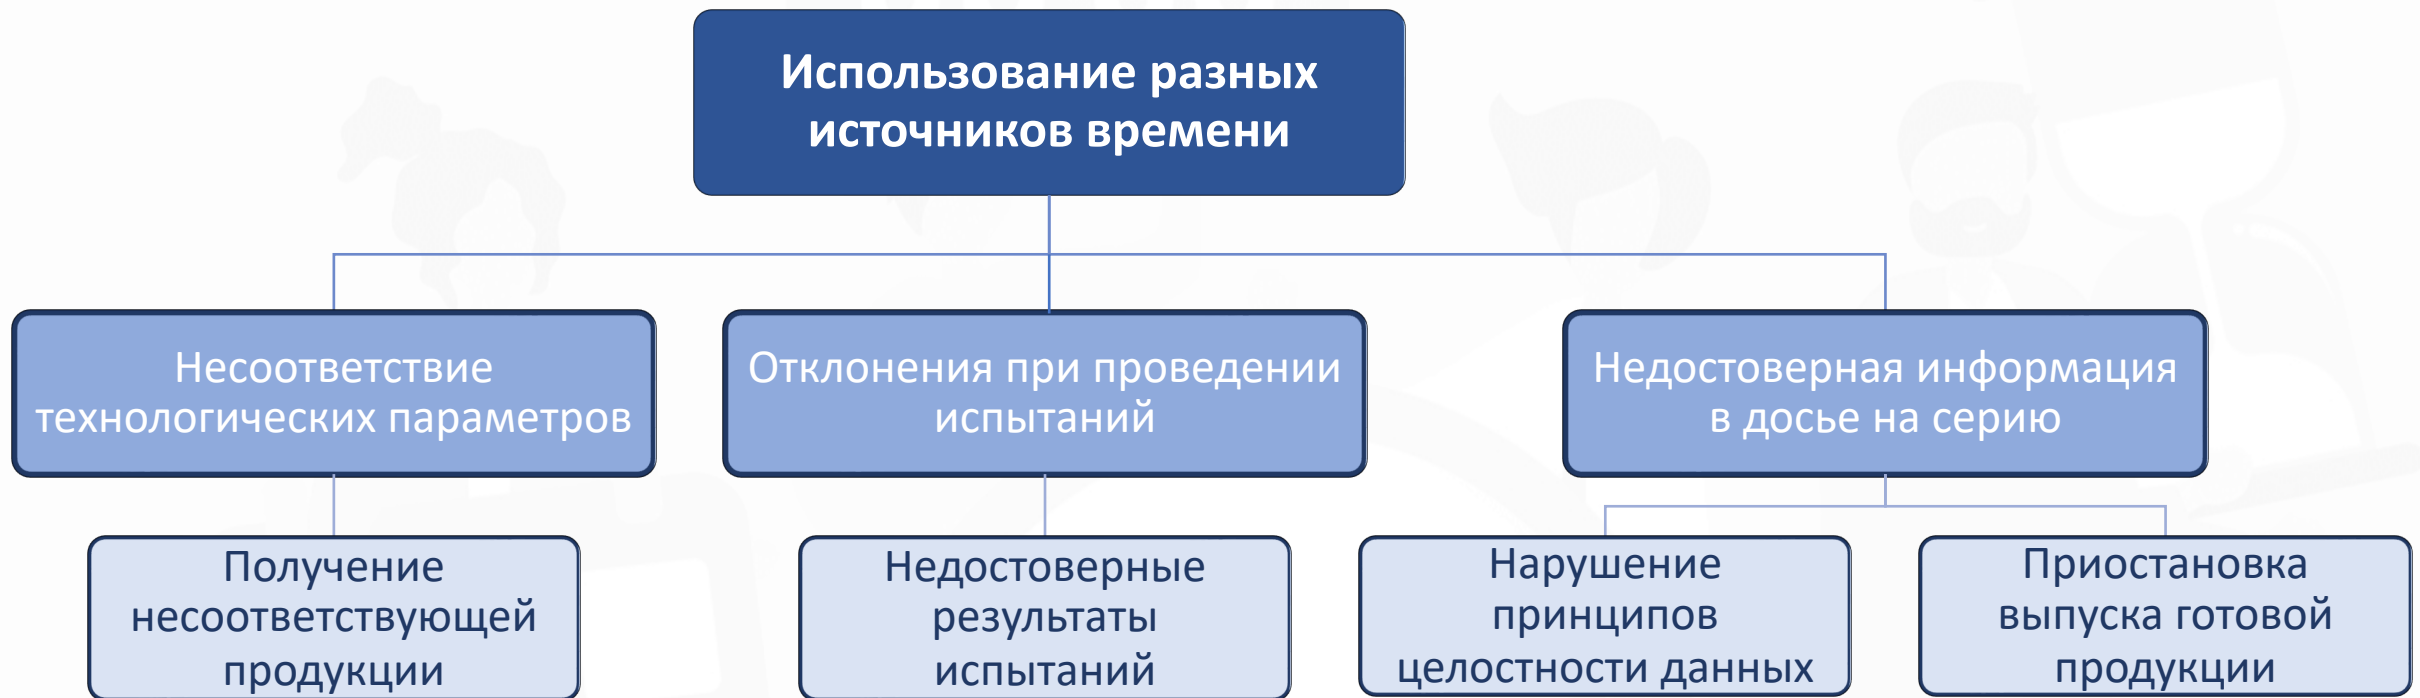 Использование разных
источников времени
Несоответствие
технологических параметров
Отклонения при проведении
испытаний
Недостоверная информация
в досье на серию
Получение
несоответствующей
продукции
Недостоверные
результаты
испытаний
Нарушение
принципов
целостности данных
Приостановка
выпуска готовой
продукции